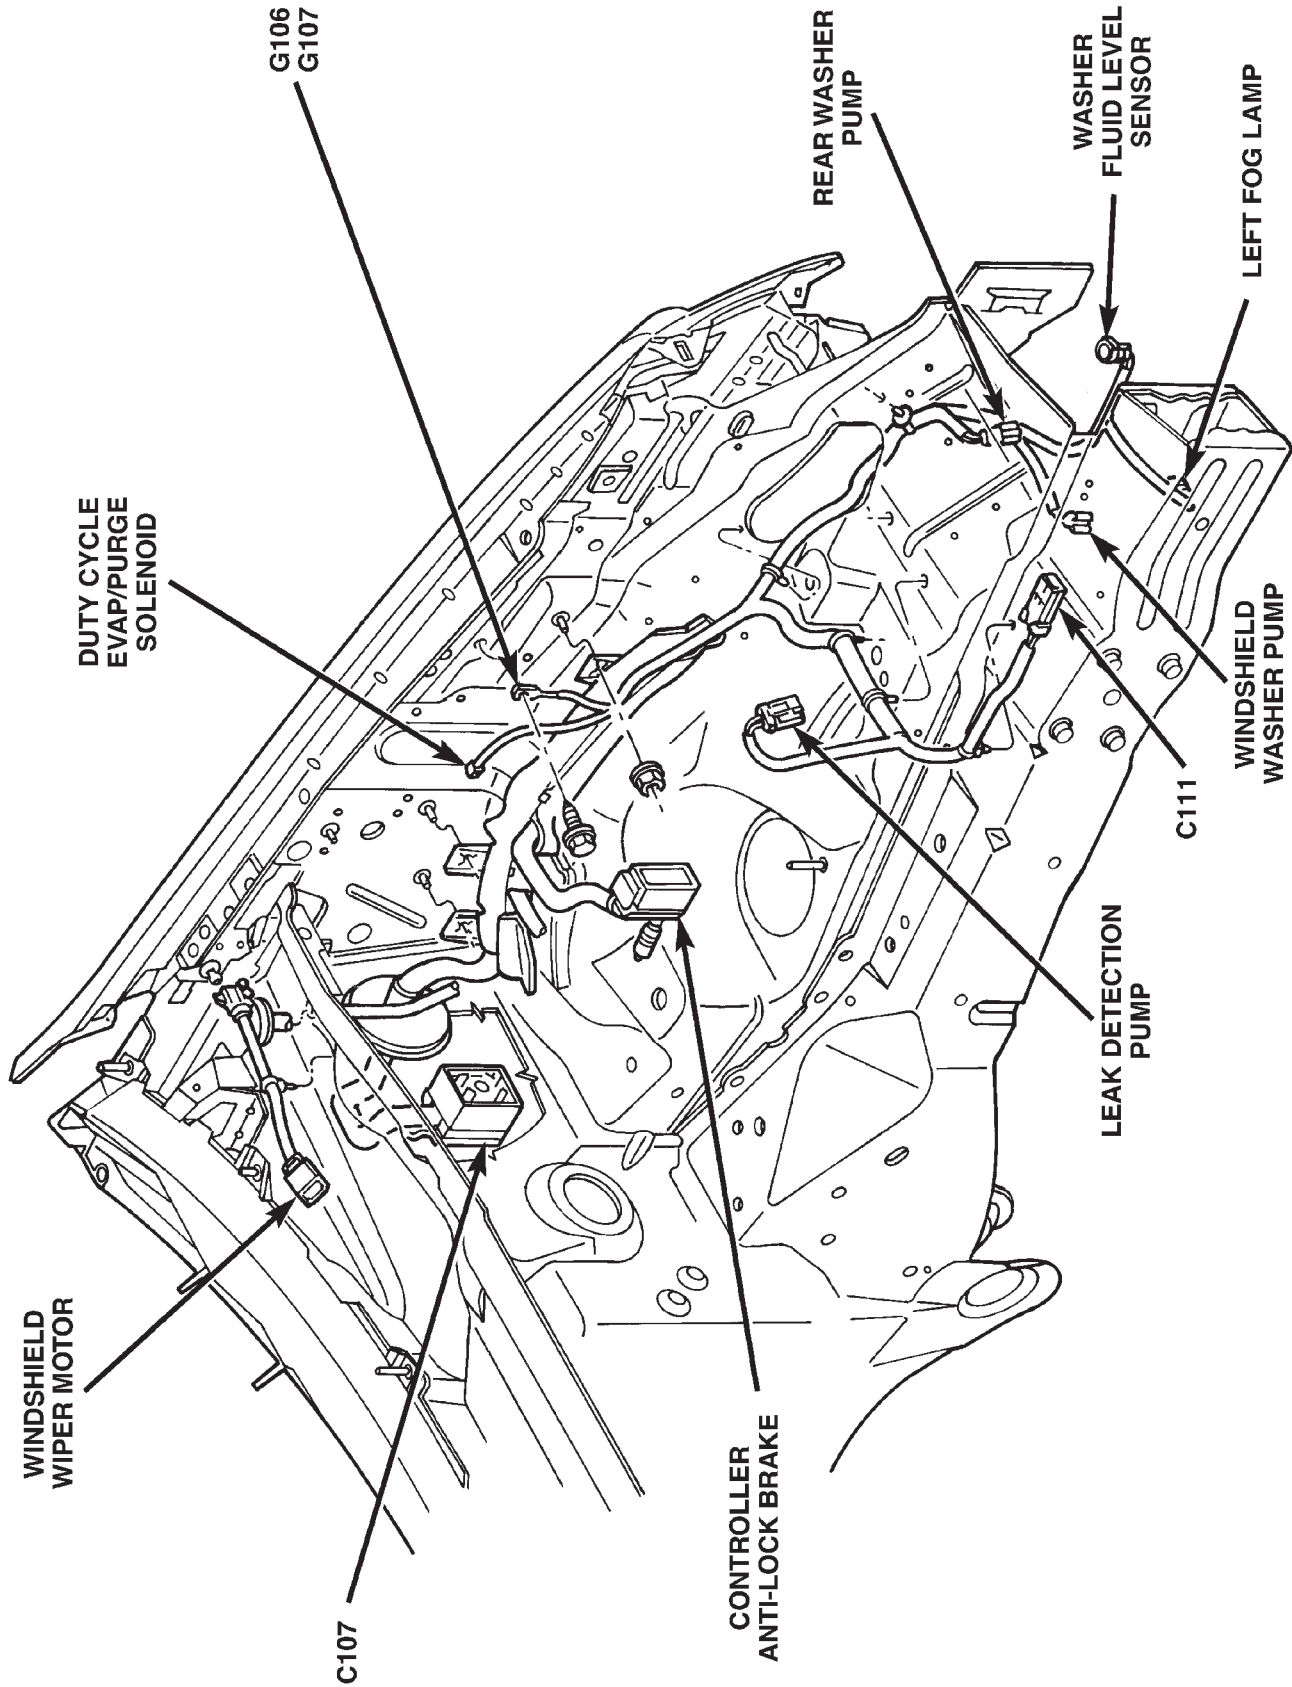 G106
G107
DUTY CYCLE
EVAP/PURGE
SOLENOID
WINDSHIELD
WIPER MOTOR
C107
CONTROLLER
ANTI-LOCK BRAKE
LEAK DETECTION
PUMP
C111
WINDSHIELD
WASHER PUMP
LEFT FOG LAMP
WASHER
FLUID LEVEL
SENSOR
REAR WASHER
PUMP